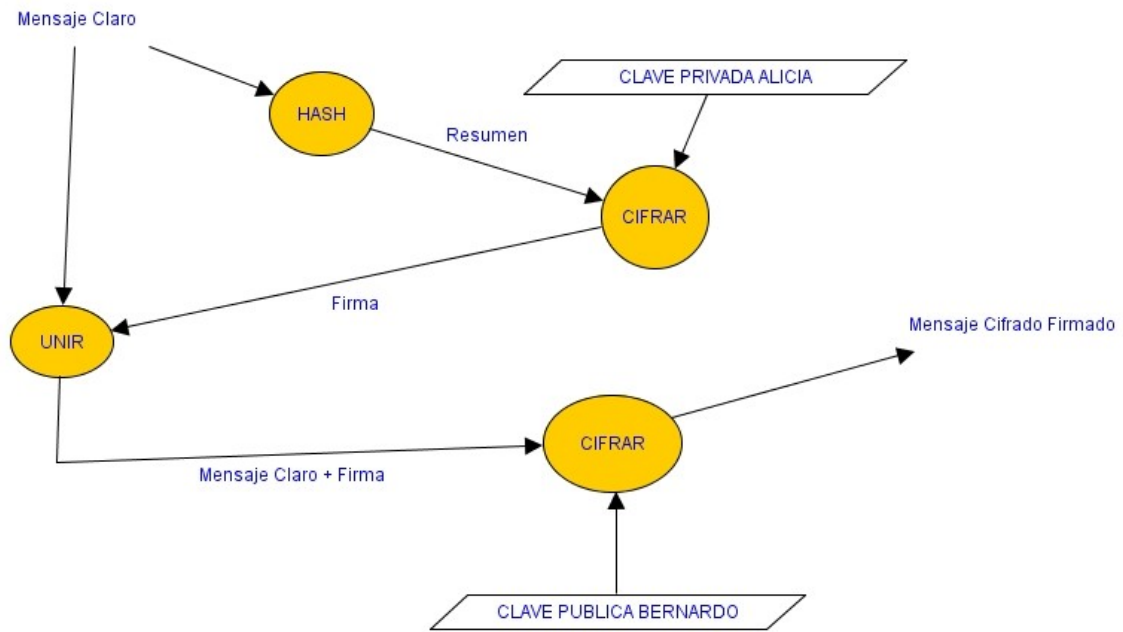 Mensaje Claro
HASH
CLAVE PRIVADA ALICIA
Resumen
CIFRAR
Firma
Mensaje Cifrado Firmado
UNIR
CIFRAR
Mensaje Claro + Firma
CLAVE PUBLICA BERNARDO